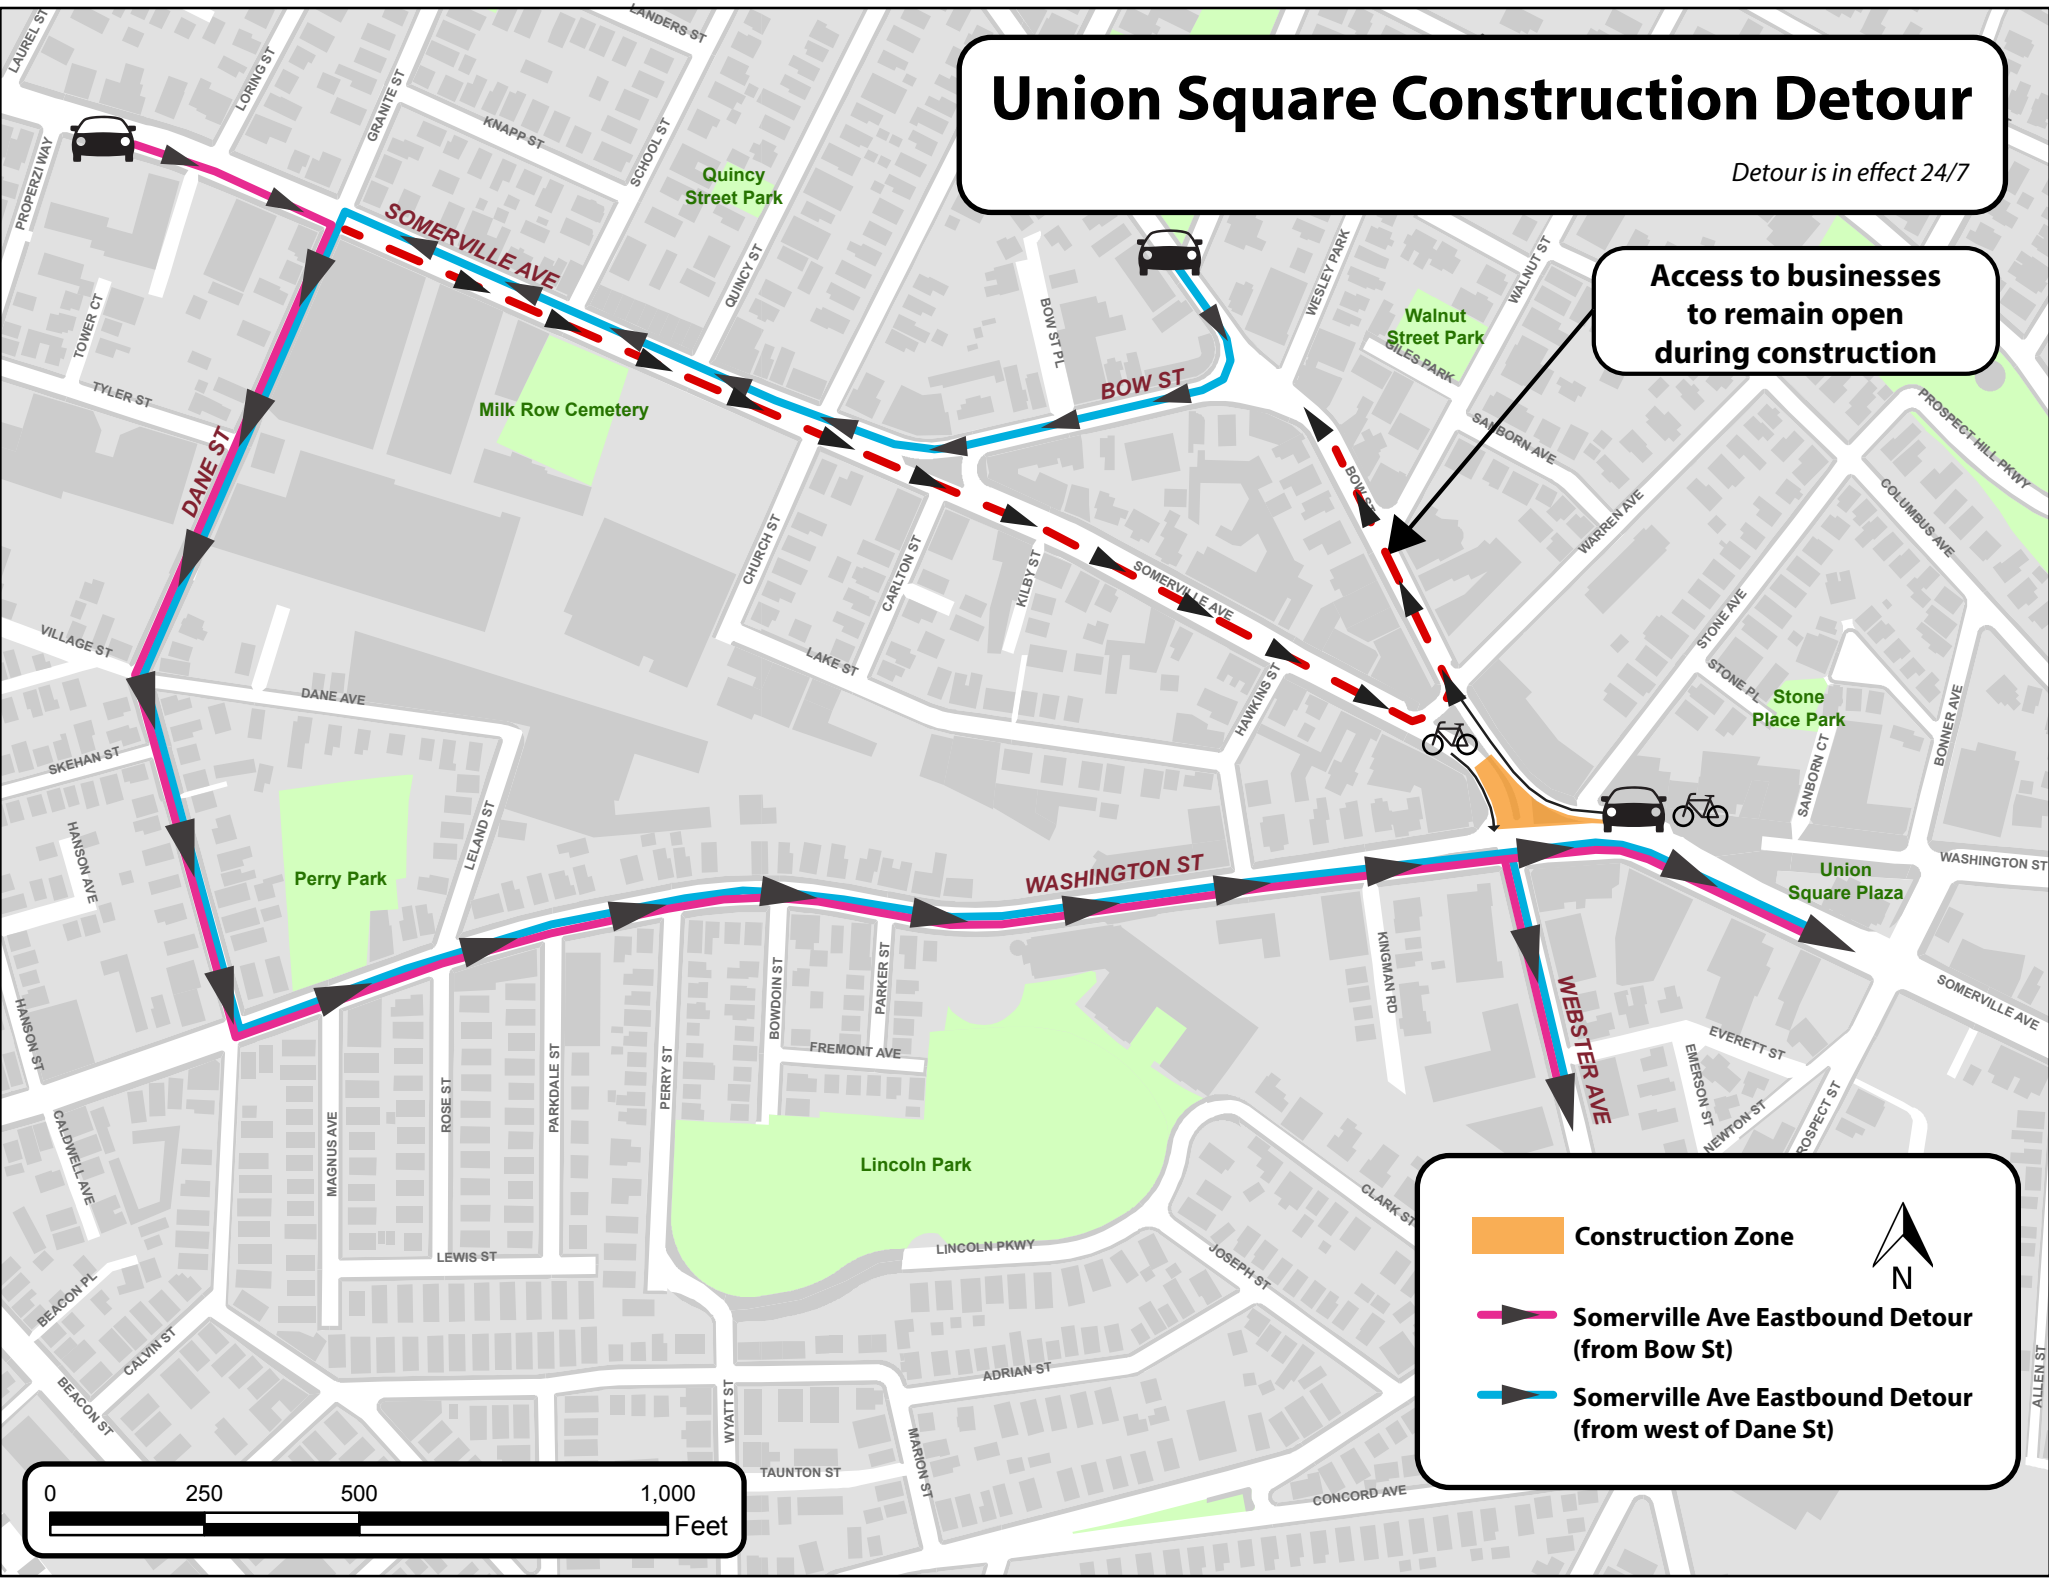 Union Square Construction Detour
Detour is in effect 24/7
Access to businesses
to remain open
during construction
LAUREL ST
LORING ST
GRANITE ST
LANDERS ST
KNAPP ST
SCHOOL ST
PROPERZI WAY
Quincy
Street Park
SOMERVILLE AVE
QUINCY ST
BOW ST PL
WESLEY PARK
WALNUT ST
Walnut
Street Park
GILES PARK
TOWER CT
TYLER ST
Milk Row Cemetery
BOW ST
SANBORN AVE
PROSPECT HILL PKWY
DANE ST
BOW ST
WARREN AVE
COLUMBUS AVE
CHURCH ST
CARLTON ST
KILBY ST
SOMERVILLE AVE
STONE AVE
VILLAGE ST
LAKE ST
DANE AVE
HAWKINS ST
STONE PL
Stone
Place Park
BONNER AVE
SANBORN CT
SKEHAN ST
HANSON AVE
LELAND ST
Perry Park
WASHINGTON ST
WASHINGTON ST
Union
Square Plaza
KINGMAN RD
PARKER ST
BOWDOIN ST
HANSON ST
WEBSTER AVE
SOMERVILLE AVE
EVERETT ST
EMERSON ST
NEWTON ST
ROSPECT ST
FREMONT AVE
PERRY ST
PARKDALE ST
ROSE ST
MAGNUS AVE
CALDWELL AVE
Lincoln Park
CLARK ST
LINCOLN PKWY
JOSEPH ST
LEWIS ST
BEACON PL
CALVIN ST
BEACON ST
ADRIAN ST
WYATT ST
MARION ST
TAUNTON ST
CONCORD AVE
ALLEN ST
Construction Zone
N
Somerville Ave Eastbound Detour
(from Bow St)
Somerville Ave Eastbound Detour
(from west of Dane St)
0 250 500 1,000
Feet